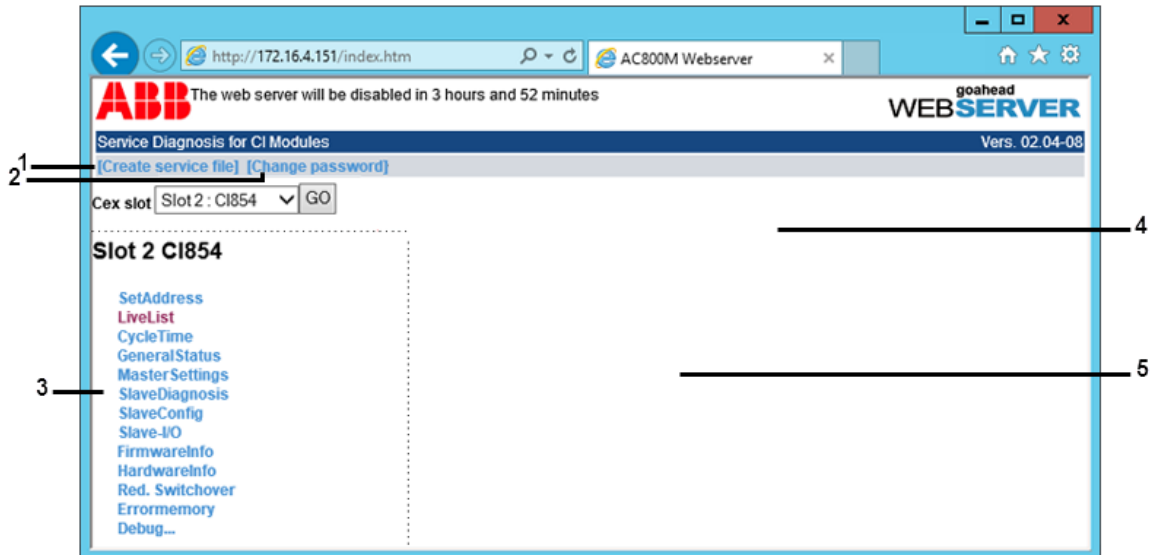 http://172.16.4.151/index.htm
AC800M Webserver
ABB The web server will be disabled in 3 hours and 52 minutes
goahead
WEBSERVER
Service Diagnosis for CI Modules Vers. 02.04-08
1
[Create service file] [Change password}
2
Cex slot Slot 2 : CI854 GO
4
Slot 2 CI854
SetAddress
LiveList
CycleTime
GeneralStatus
MasterSettings
5
3
SlaveDiagnosis
SlaveConfig
Slave-I/O
FirmwareInfo
HardwareInfo
Red. Switchover
Errormemory
Debug...